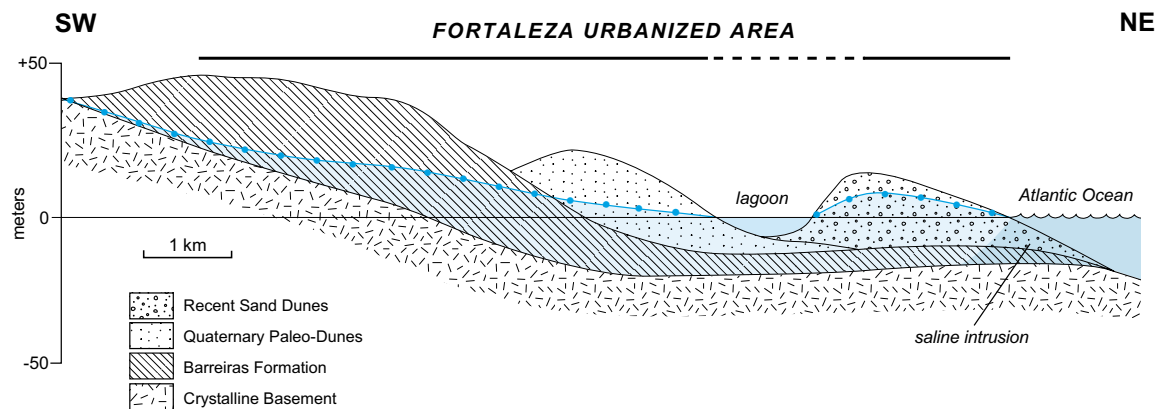 SW
NE
FORTALEZA URBANIZED AREA
+50
lagoon
Atlantic Ocean
meters
0
1 km
Recent Sand Dunes
Quaternary Paleo-Dunes
saline intrusion
Barreiras Formation
-50
Crystalline Basement